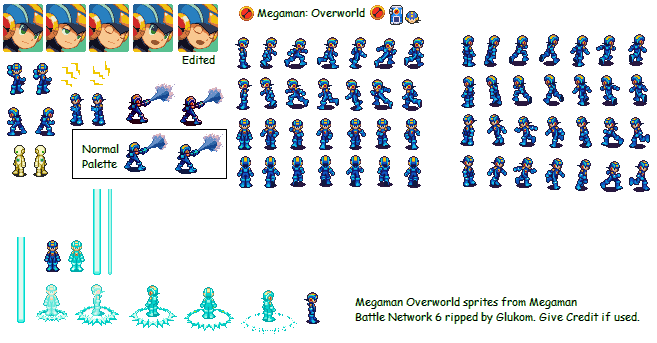 Megaman: Overworld
Edited
Normal
Palette
Megaman Overworld sprites from Megaman
Battle Network 6 ripped by Glukom. Give Credit if used.